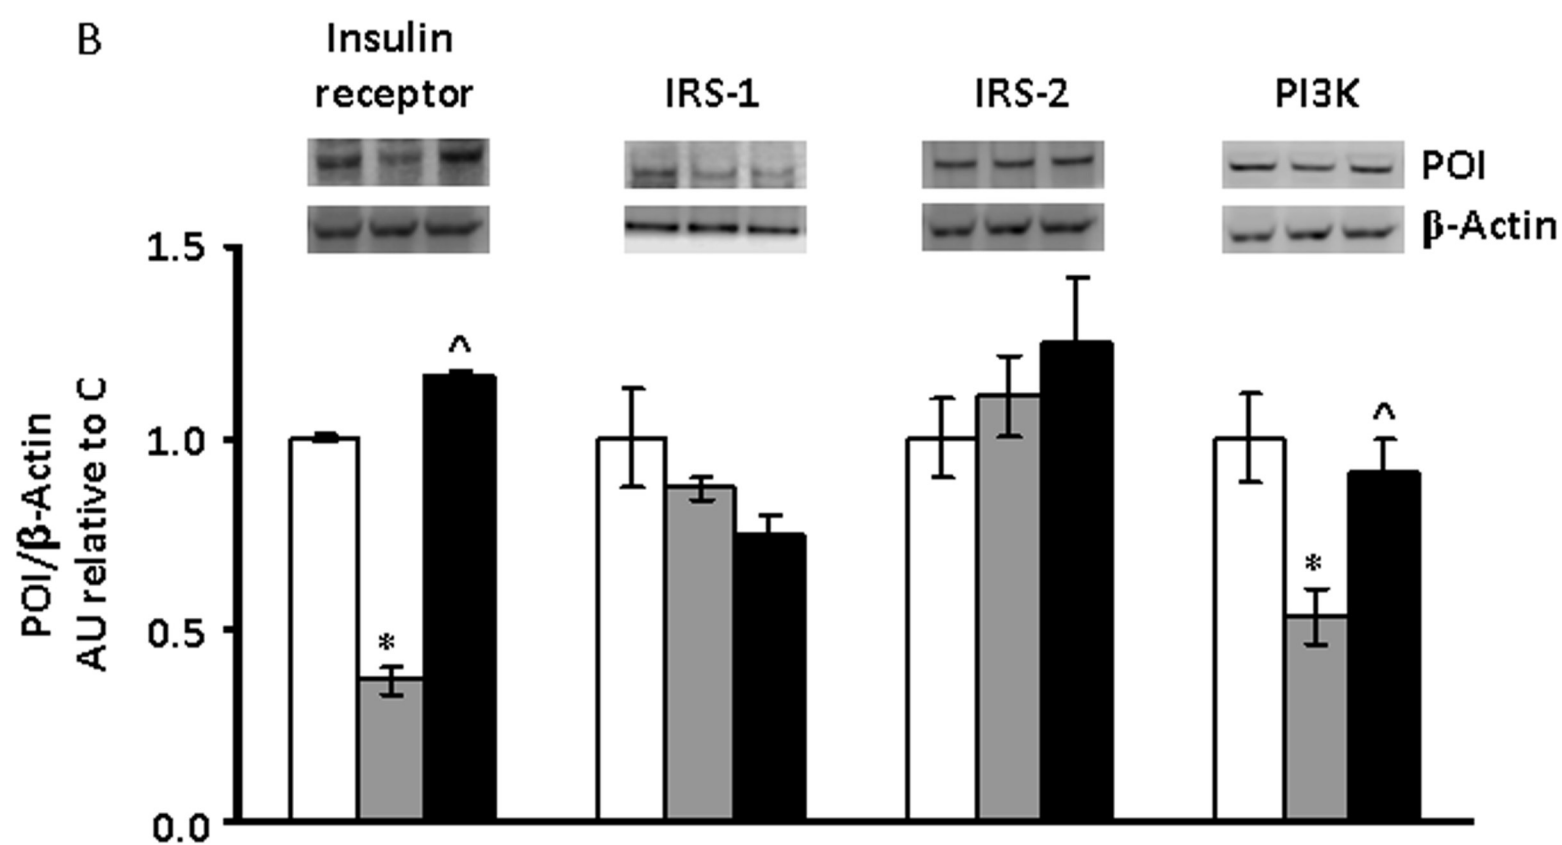 B
Insulin
receptor
IRS-1
IRS-2
PI3K
POI
β-Actin
1.5
1.0
0.5
0.0
POI/β-Actin
AU relative to C
^
*
*
^